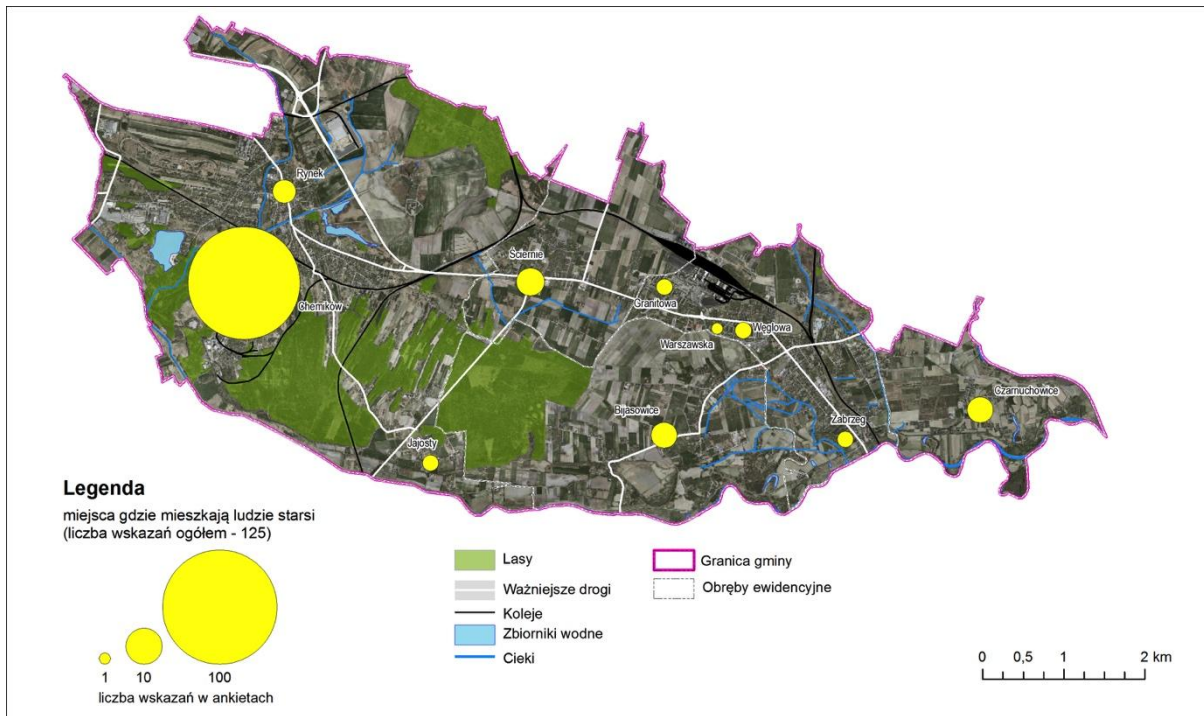 Rynek
Chemików
Ściernie
Granitowa
Warszawska
Węglowa
Bijasowice
Zabrzeg
Czarnuchowice
Jajosty
Legenda
miejsca gdzie mieszkają ludzie starsi
(liczba wskazań ogółem - 125)
1 10 100
liczba wskazań w ankietach
Lasy
Ważniejsze drogi
Koleje
Zbiorniki wodne
Cieki
Granica gminy
Obręby ewidencyjne
0 0,5 1 2 km